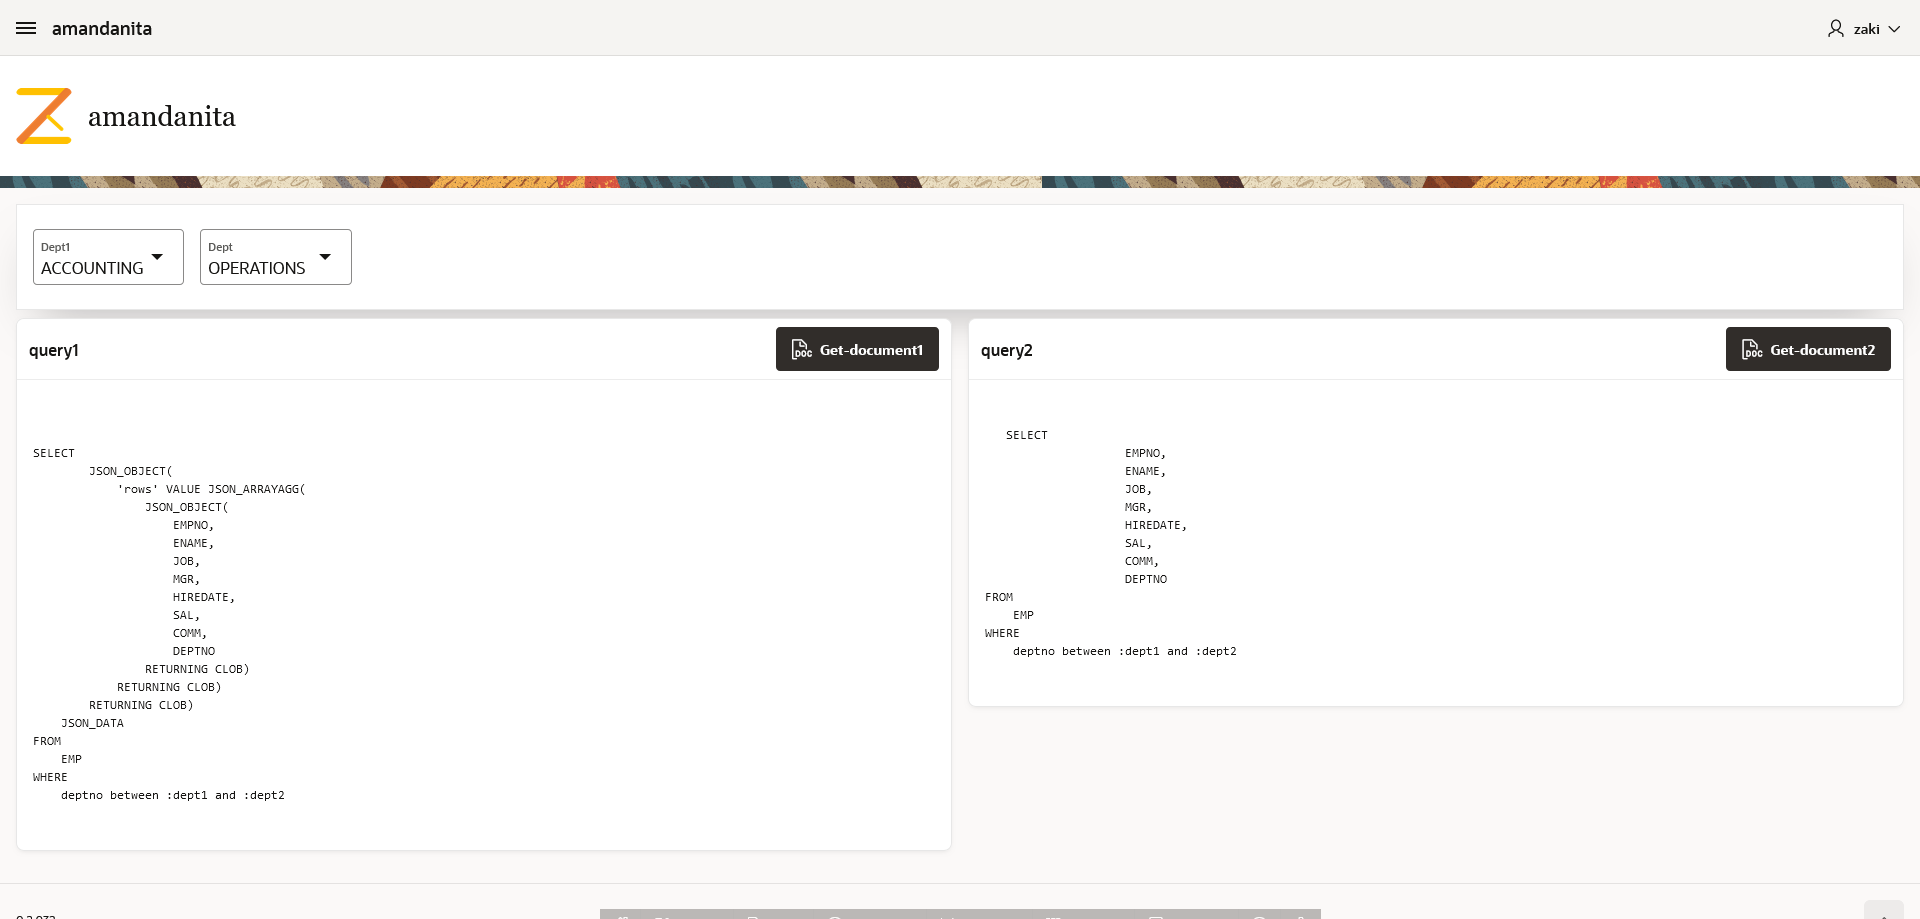 amandanita
zaki
amandanita
Dept1
ACCOUNTING
Dept
OPERATIONS
query1
DOC Get-document1
SELECT
JSON_OBJECT(
'rows' VALUE JSON_ARRAYAGG(
JSON_OBJECT(
EMPNO,
ENAME,
JOB,
MGR,
HIREDATE,
SAL,
COMM,
DEPTNO
RETURNING CLOB)
RETURNING CLOB)
RETURNING CLOB)
JSON_DATA
FROM
EMP
WHERE
deptno between :dept1 and :dept2
query2
DOC Get-document2
SELECT
EMPNO,
ENAME,
JOB,
MGR,
HIREDATE,
SAL,
COMM,
DEPTNO
FROM
EMP
WHERE
deptno between :dept1 and :dept2